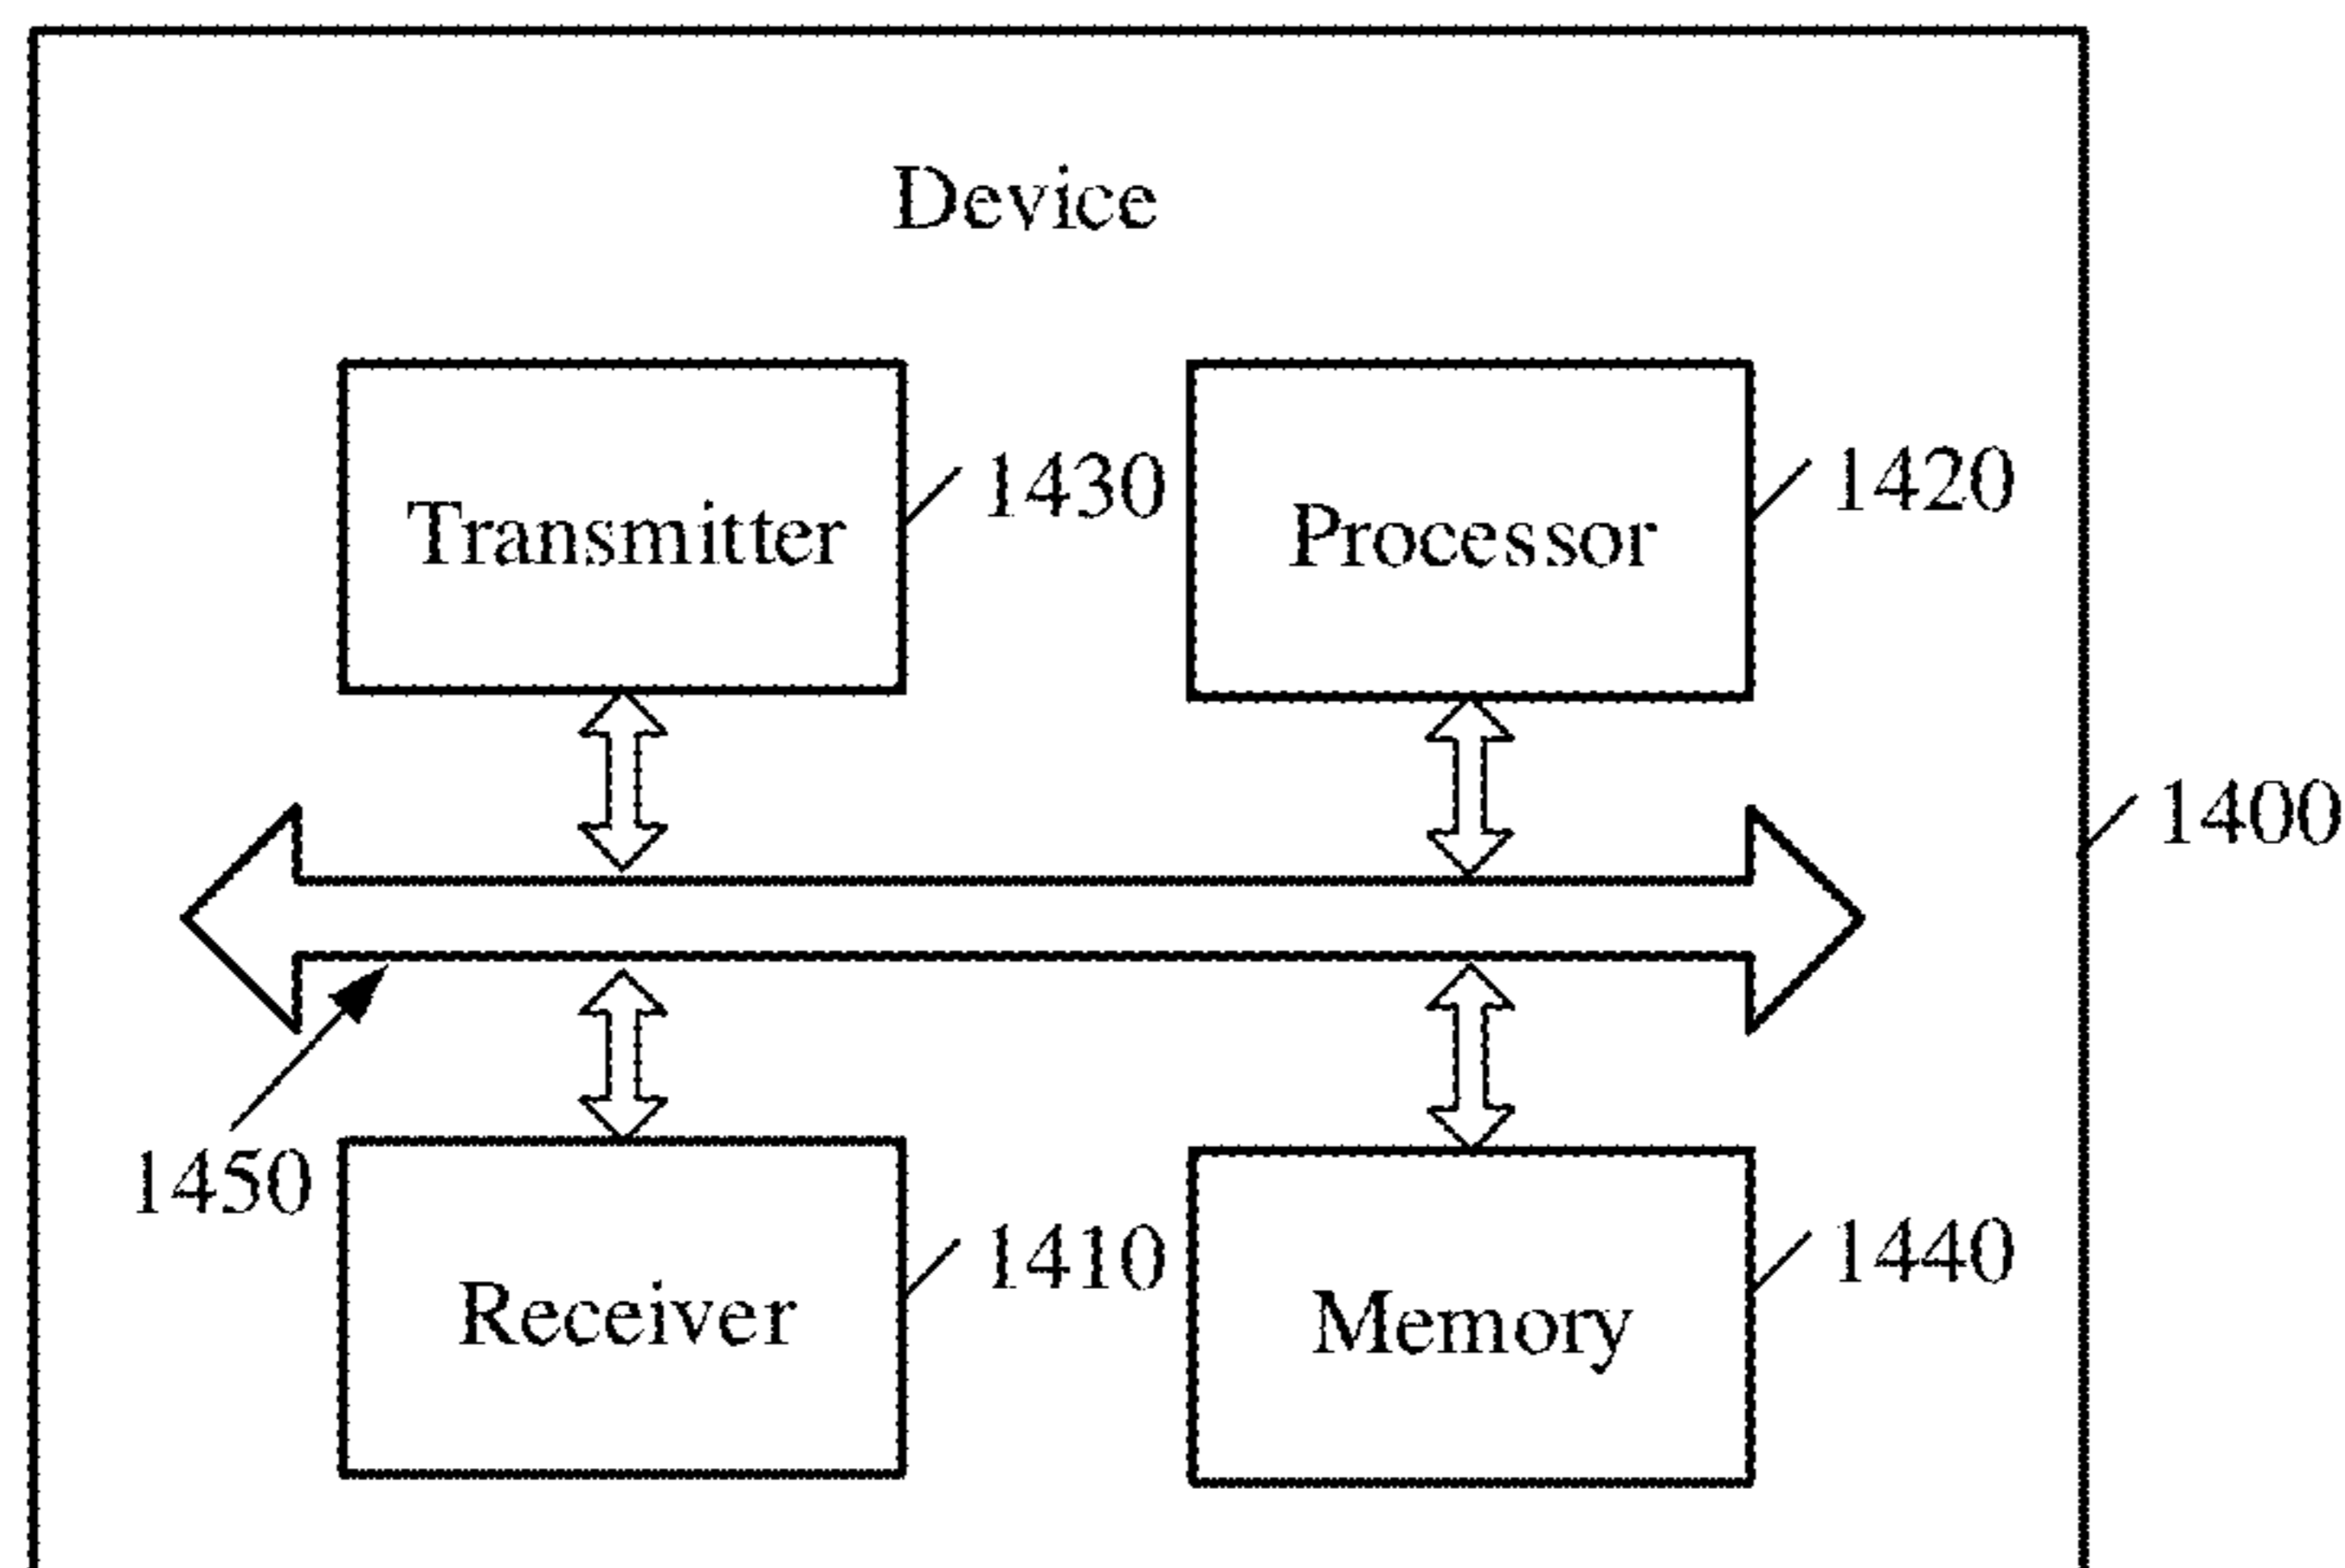 Device
Transmitter
1430
Processor
1420
1400
1450
Receiver
1410
Memory
1440